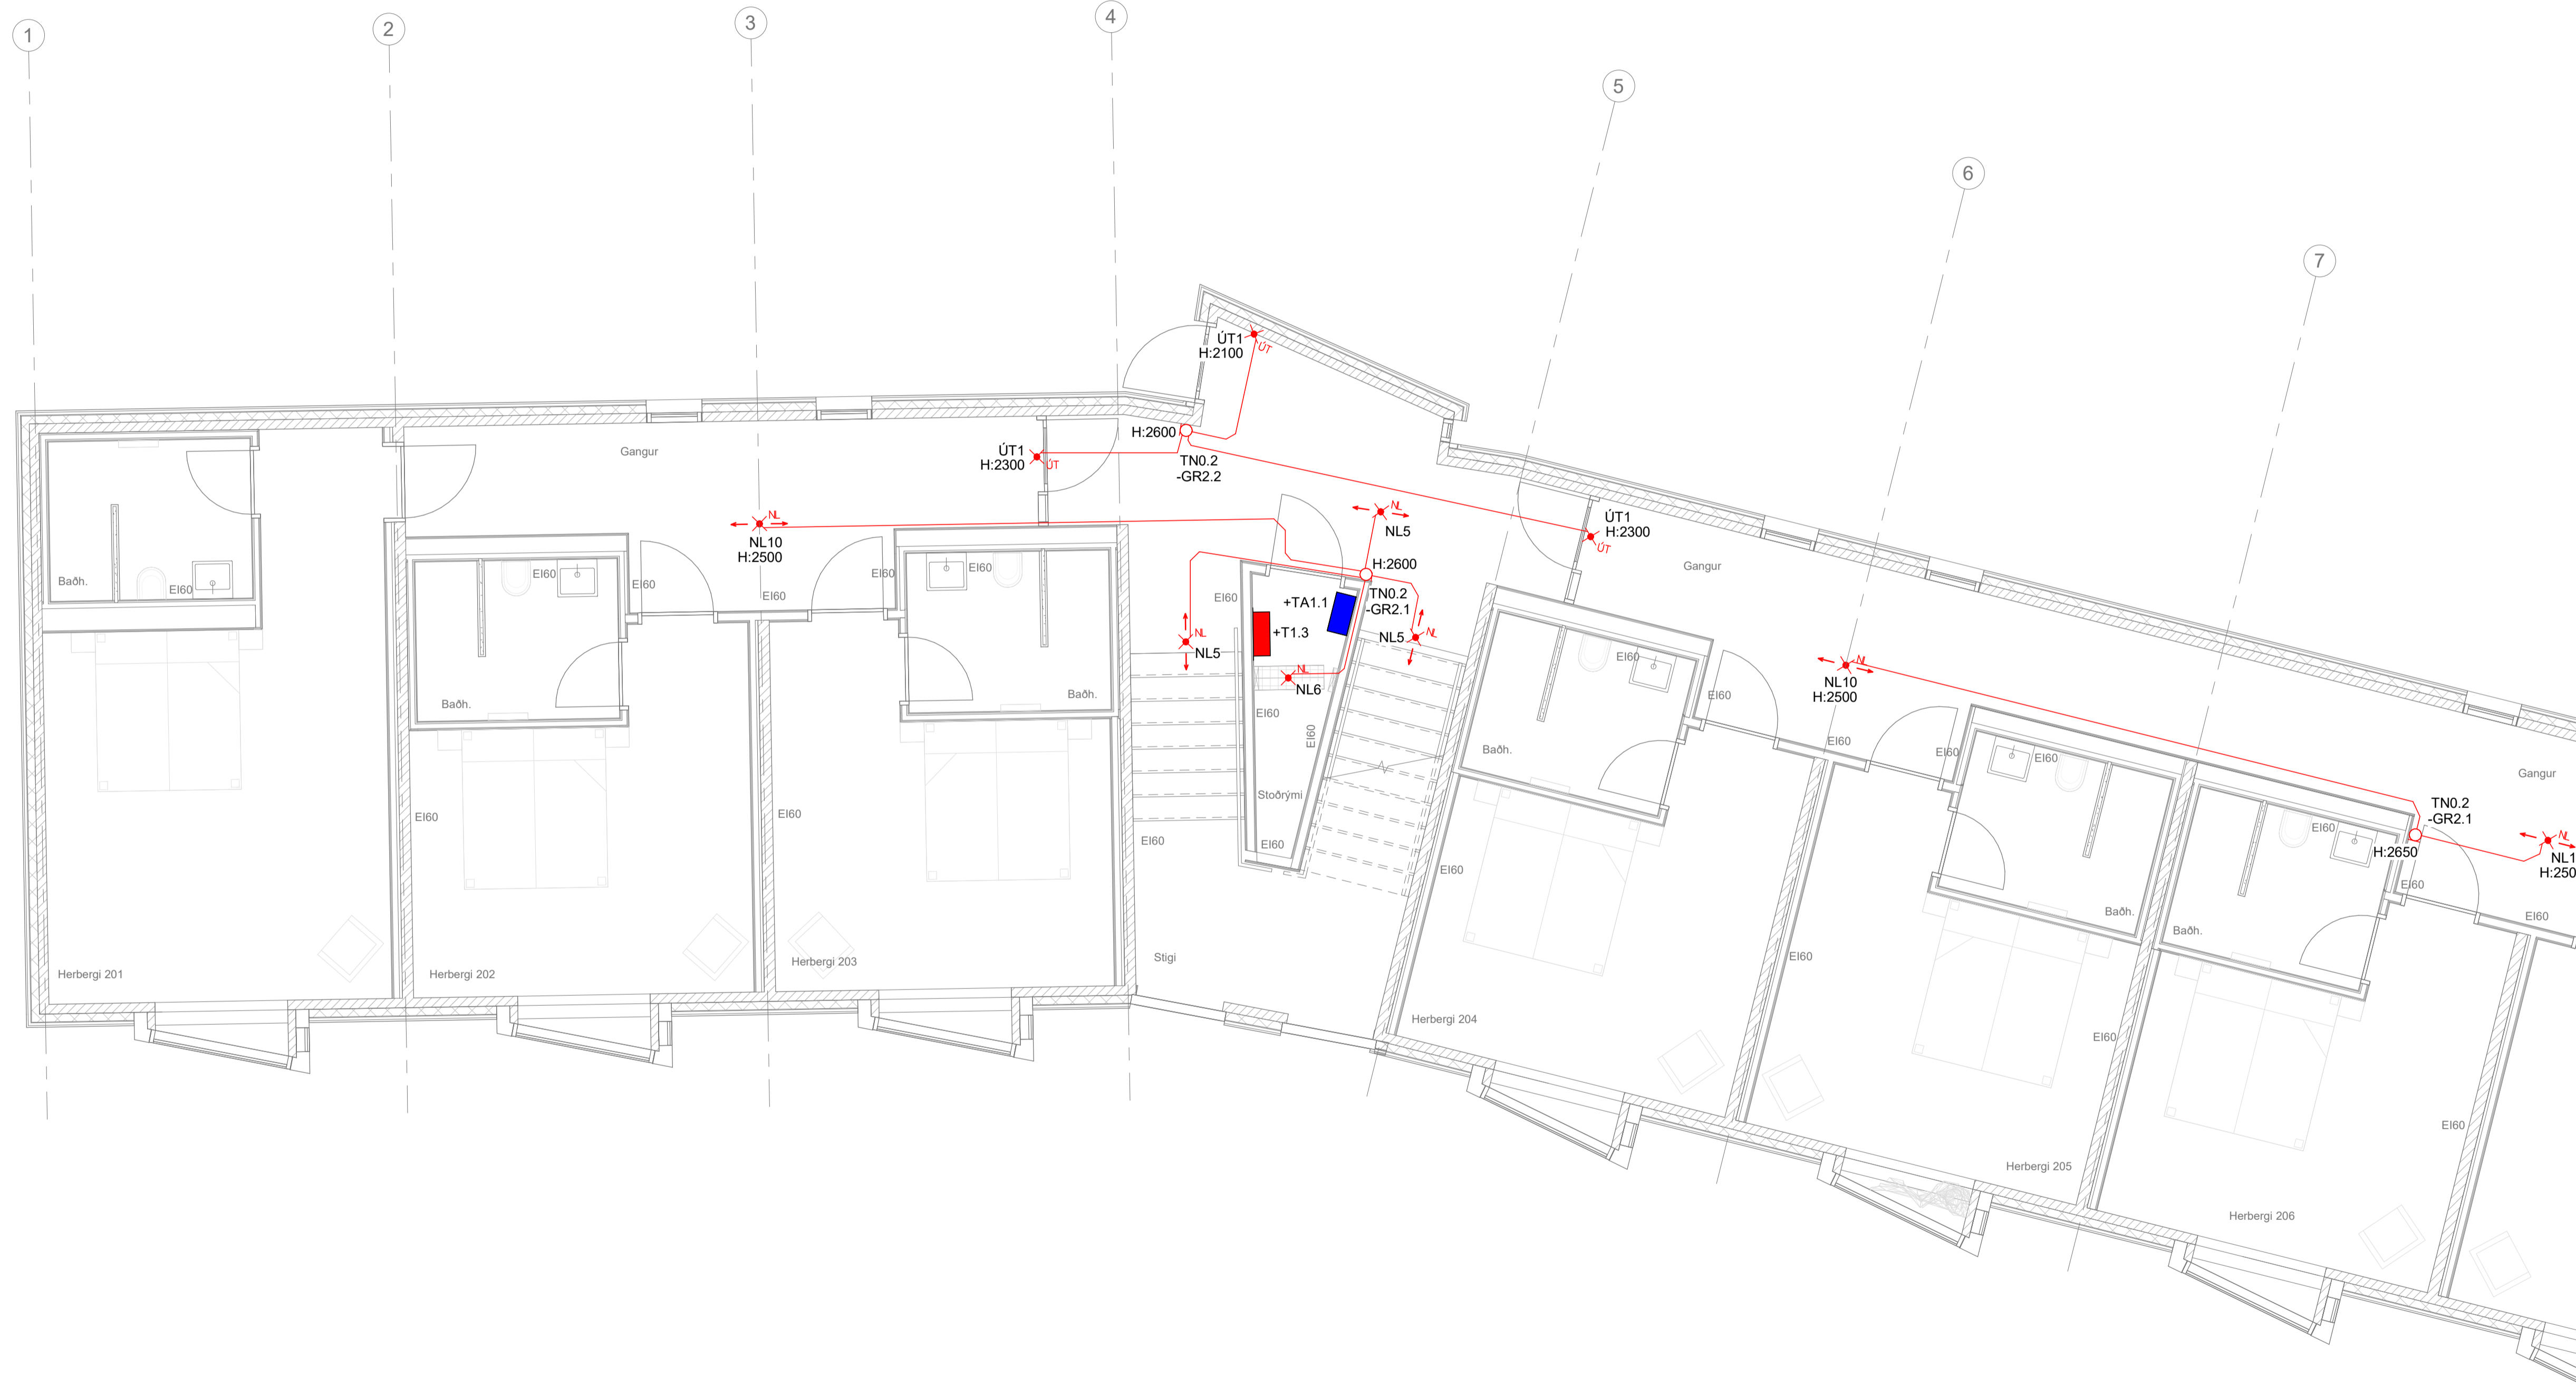 1
2
3
4
5
6
7
ÚT1
H:2100
ÚT
H:2600
TN0.2
-GR2.2
Gangur
ÚT1
H:2300
ÚT
NL
NL10
H:2500
NL
NL5
ÚT1
H:2300
ÚT
H:2600
TN0.2
-GR2.1
+TA1.1
+T1.3
NL
NL5
NL5
NL
NL
NL6
Gangur
Baðh.
EI60
EI60
EI60
EI60
EI60
EI60
EI60
Baðh.
Baðh.
EI60
EI60
Stoðrými
EI60
EI60
EI60
EI60
EI60
Stigi
Herbergi 201
Herbergi 202
Herbergi 203
NL
NL10
H:2500
EI60
EI60
Baðh.
EI60
EI60
EI60
Baðh.
Baðh.
EI60
EI60
EI60
EI60
EI60
EI60
EI60
Gangur
TN0.2
-GR2.1
H:2650
NL
NL1
H:250
Herbergi 204
Herbergi 205
Herbergi 206